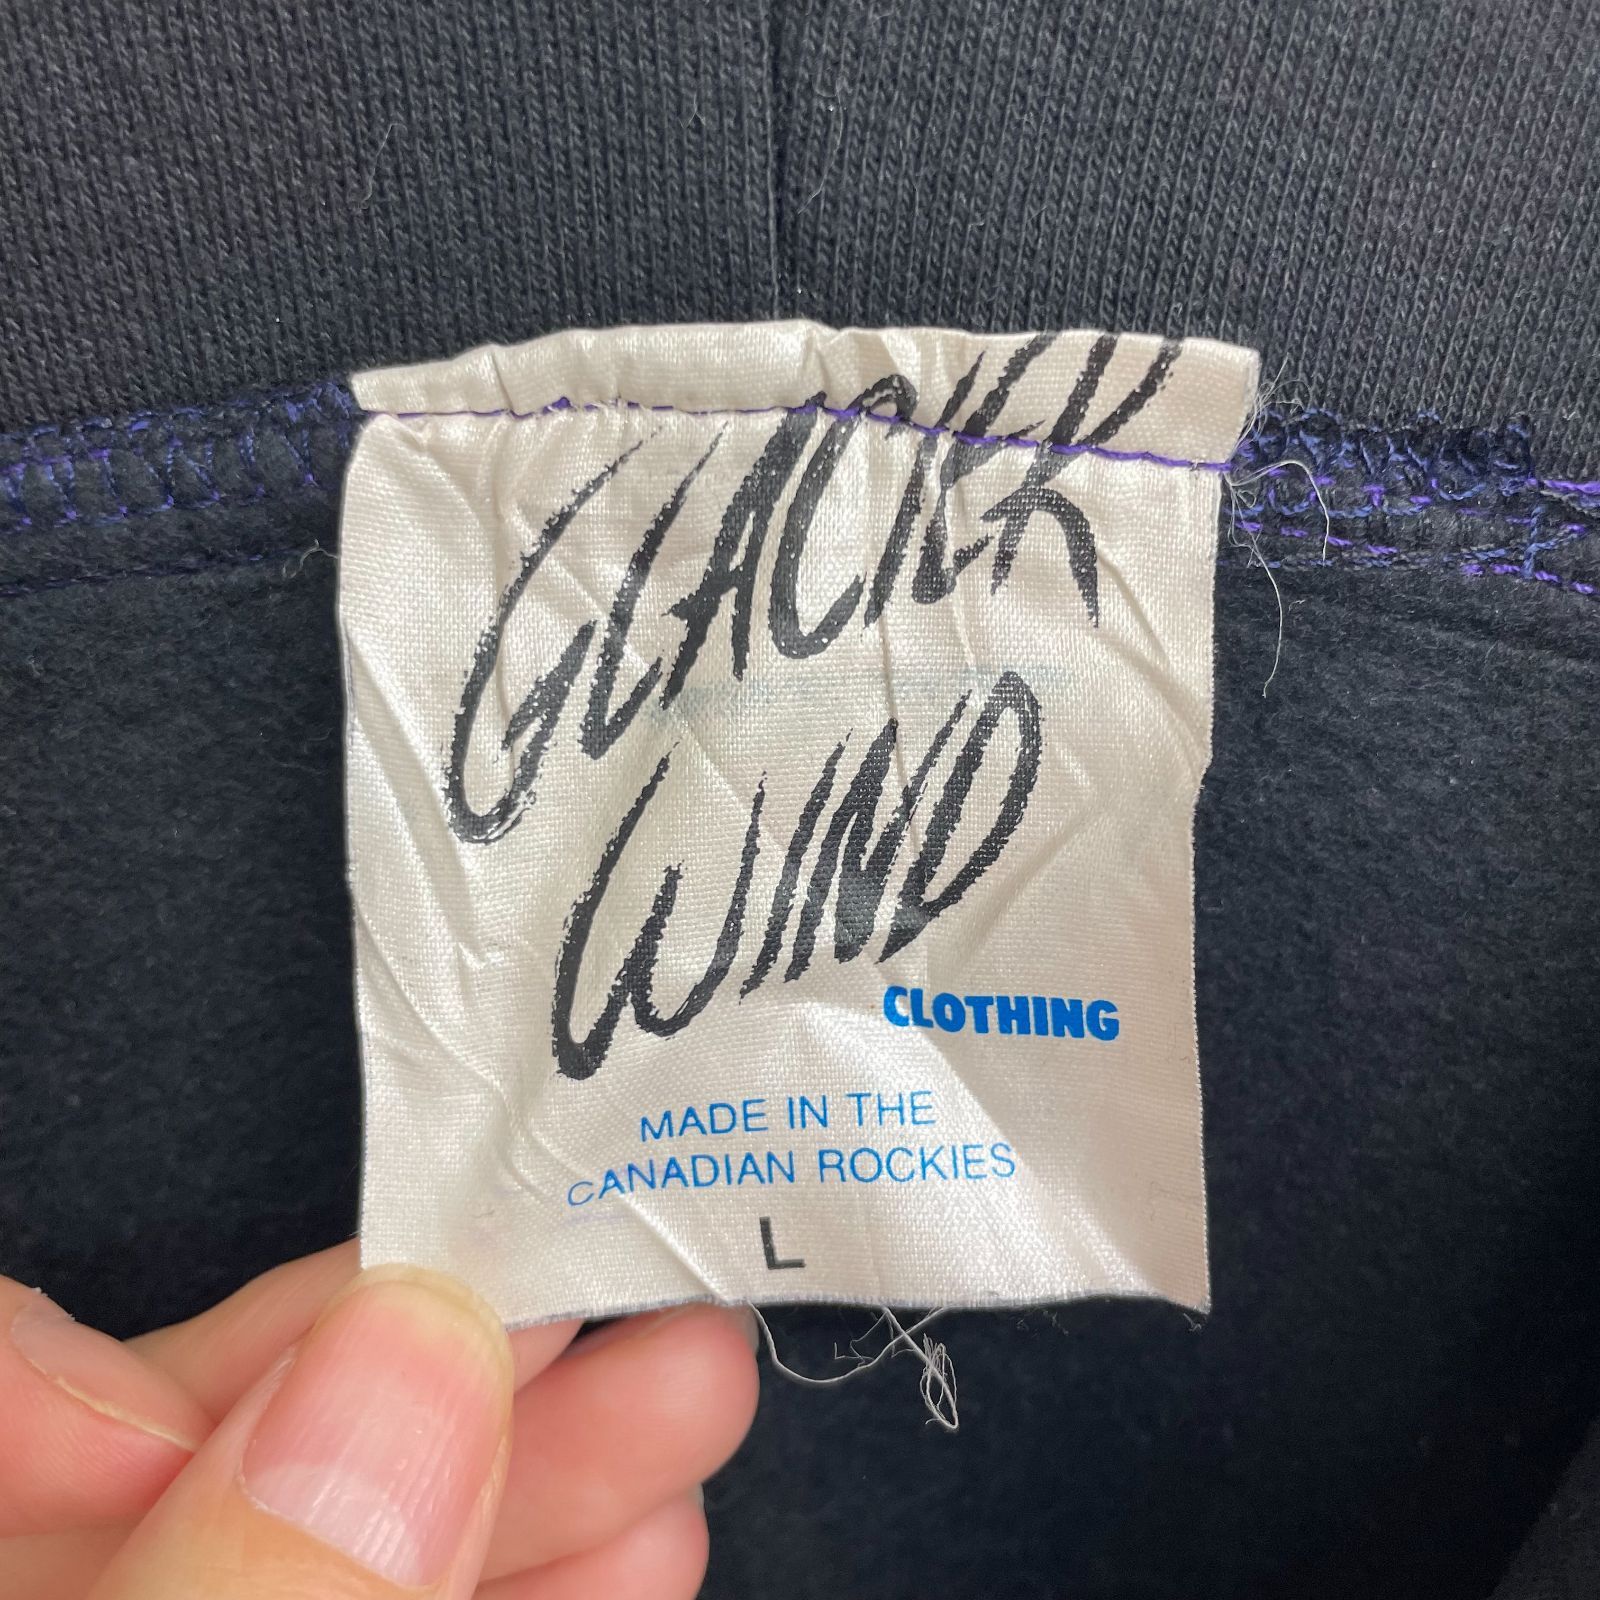 GLACIER
WIND
CLOTHING
MADE IN THE
CANADIAN ROCKIES
L